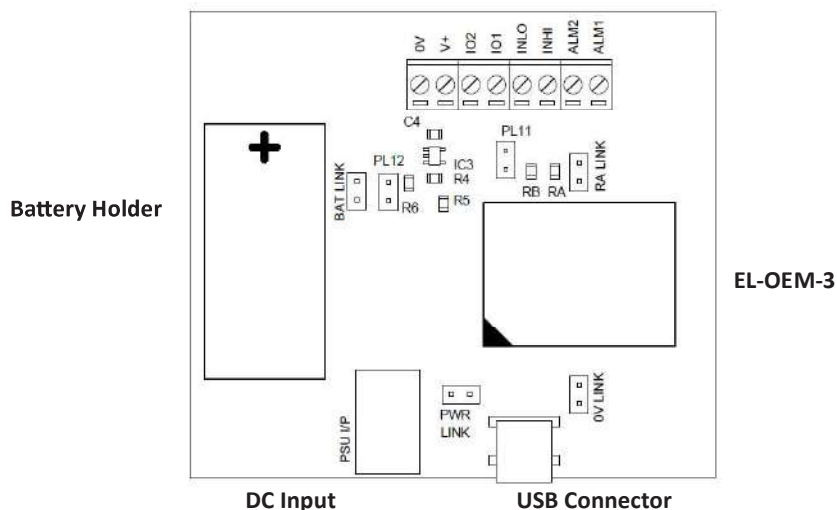 0V
V+
IO2
IO1
INLO
INHI
ALM2
ALM1
C4
PL11
PL12
IC3
R4
RA LINK
BAT LINK
RB
RA
R6
R5
Battery Holder
EL-OEM-3
0V LINK
PWR
LINK
PSU I/P
DC Input
USB Connector